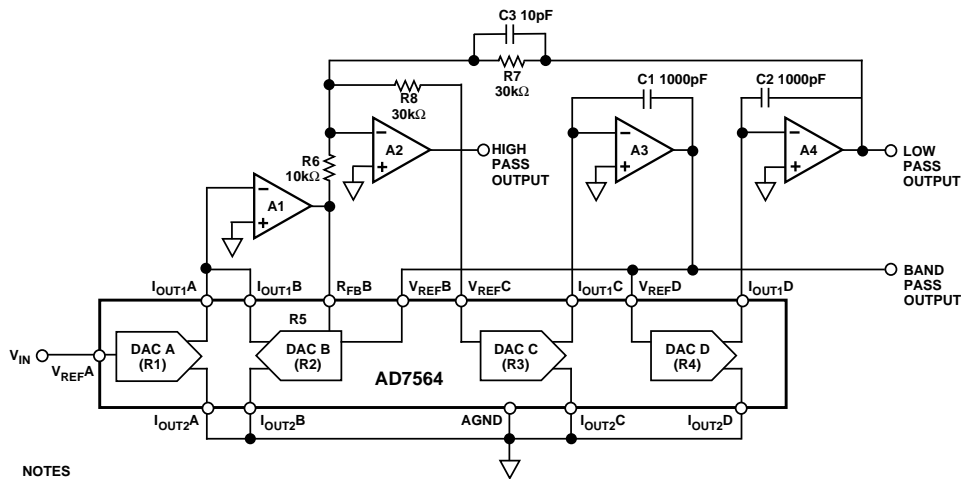 C3 10pF
R7
30kΩ
R8
30kΩ
C1 1000pF
C2 1000pF
A2
HIGH
PASS
OUTPUT
A3
A4
LOW
PASS
OUTPUT
R6
10kΩ
A1
BAND
PASS
OUTPUT
IOUT1A
IOUT1B
RFBB
VREFB
VREFC
IOUT1C
VREFD
IOUT1D
R5
VIN
VREFA
DAC A
(R1)
DAC B
(R2)
DAC C
(R3)
DAC D
(R4)
AD7564
IOUT2A
IOUT2B
AGND
IOUT2C
IOUT2D
NOTES